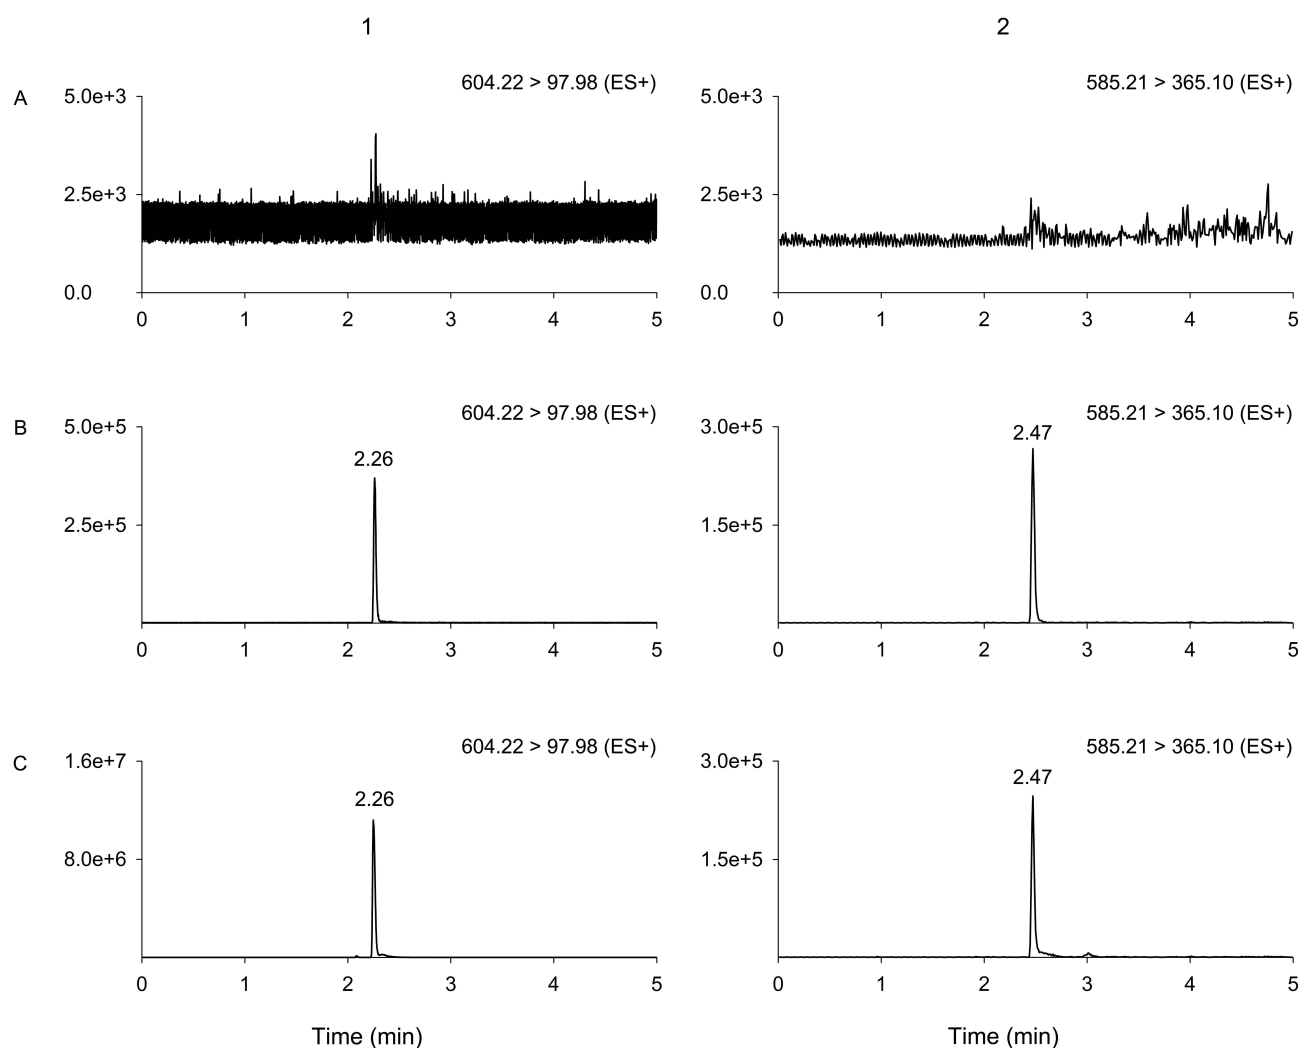 1 2
A 5.0e+3 604.22 > 97.98 (ES+) 5.0e+3 585.21 > 365.10 (ES+)
2.5e+3 2.5e+3
0.0 0.0
0 1 2 3 4 5 0 1 2 3 4 5
B 5.0e+5 604.22 > 97.98 (ES+) 3.0e+5 585.21 > 365.10 (ES+)
2.26 2.47
2.5e+5 1.5e+5
0 1 2 3 4 5 0 1 2 3 4 5
C 1.6e+7 604.22 > 97.98 (ES+) 3.0e+5 585.21 > 365.10 (ES+)
2.26 2.47
8.0e+6 1.5e+5
0 1 2 3 4 5 0 1 2 3 4 5
Time (min) Time (min)